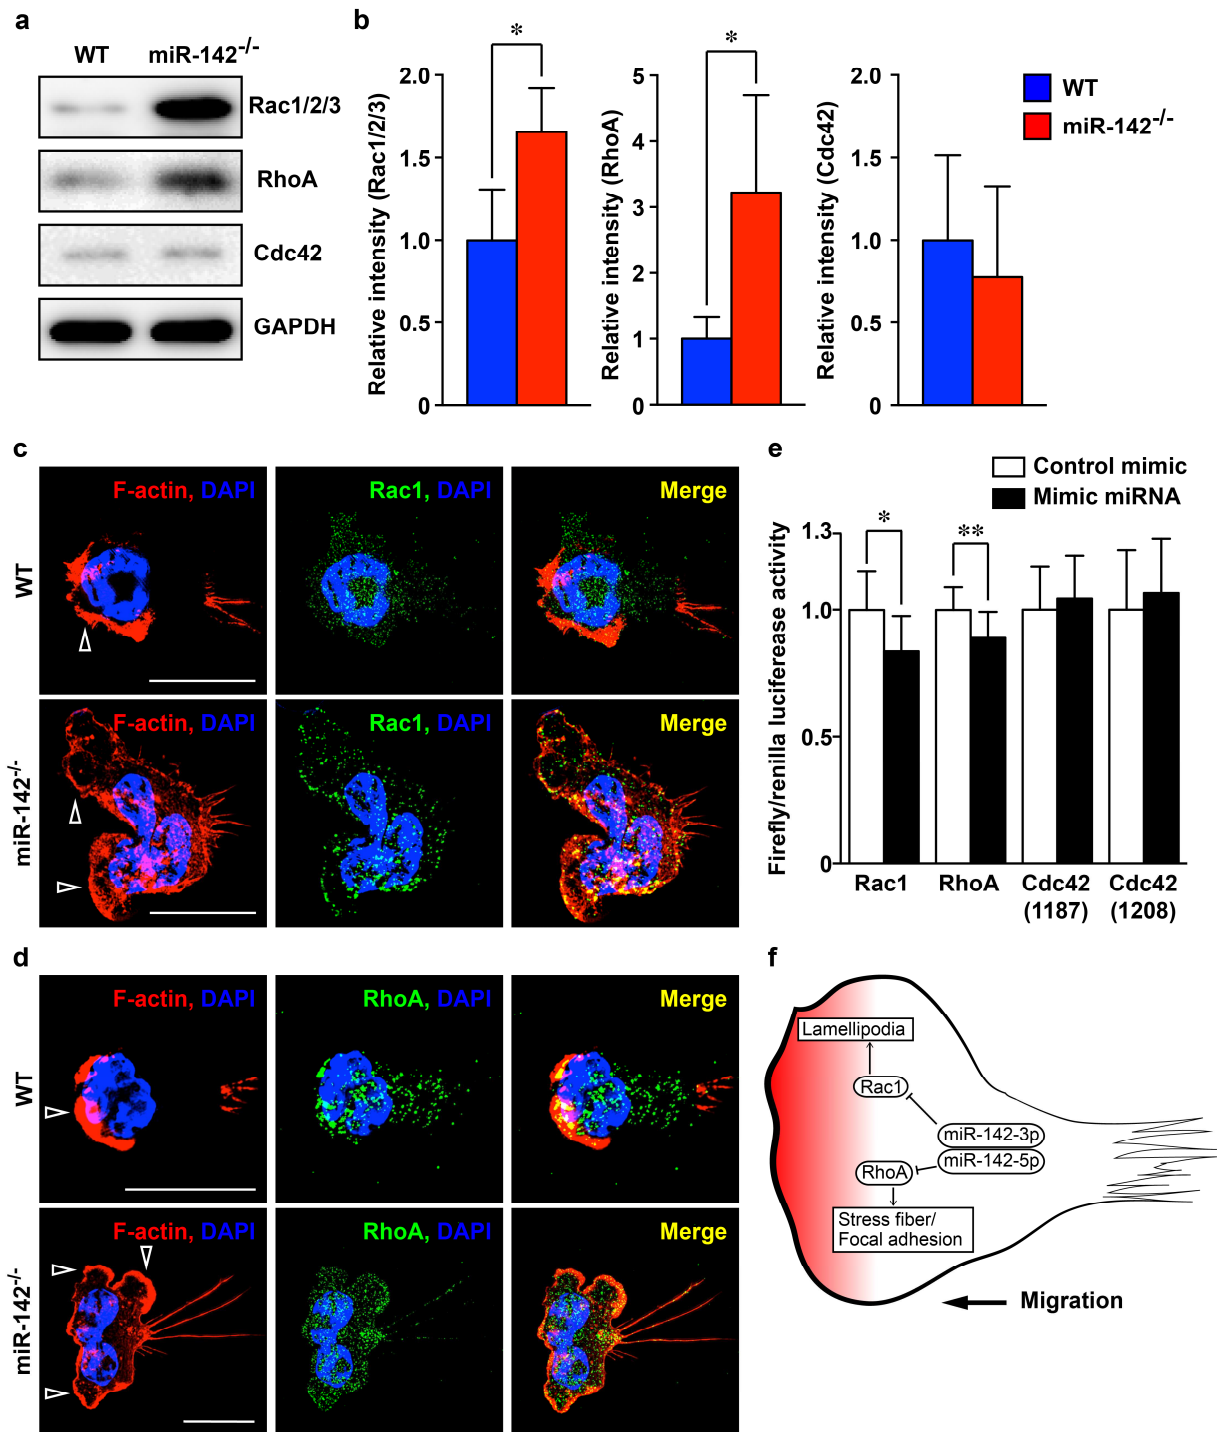 a
WT miR-142-/-
Rac1/2/3
RhoA
Cdc42
GAPDH
b
Relative intensity (Rac1/2/3)
2.0
1.5
1.0
0.5
0
*
Relative intensity (RhoA)
5
4
3
2
1
0
*
Relative intensity (Cdc42)
2.0
1.5
1.0
0.5
0
WT
miR-142-/-
c
WT
F-actin, DAPI
Rac1, DAPI
Merge
miR-142-/-
F-actin, DAPI
Rac1, DAPI
Merge
d
WT
F-actin, DAPI
RhoA, DAPI
Merge
miR-142-/-
F-actin, DAPI
RhoA, DAPI
Merge
e
Control mimic
Mimic miRNA
Firefly/renilla luciferease activity
1.3
1.0
0.5
0
*
**
Rac1
RhoA
Cdc42
(1187)
Cdc42
(1208)
f
Lamellipodia
Rac1
miR-142-3p
miR-142-5p
RhoA
Stress fiber/
Focal adhesion
Migration